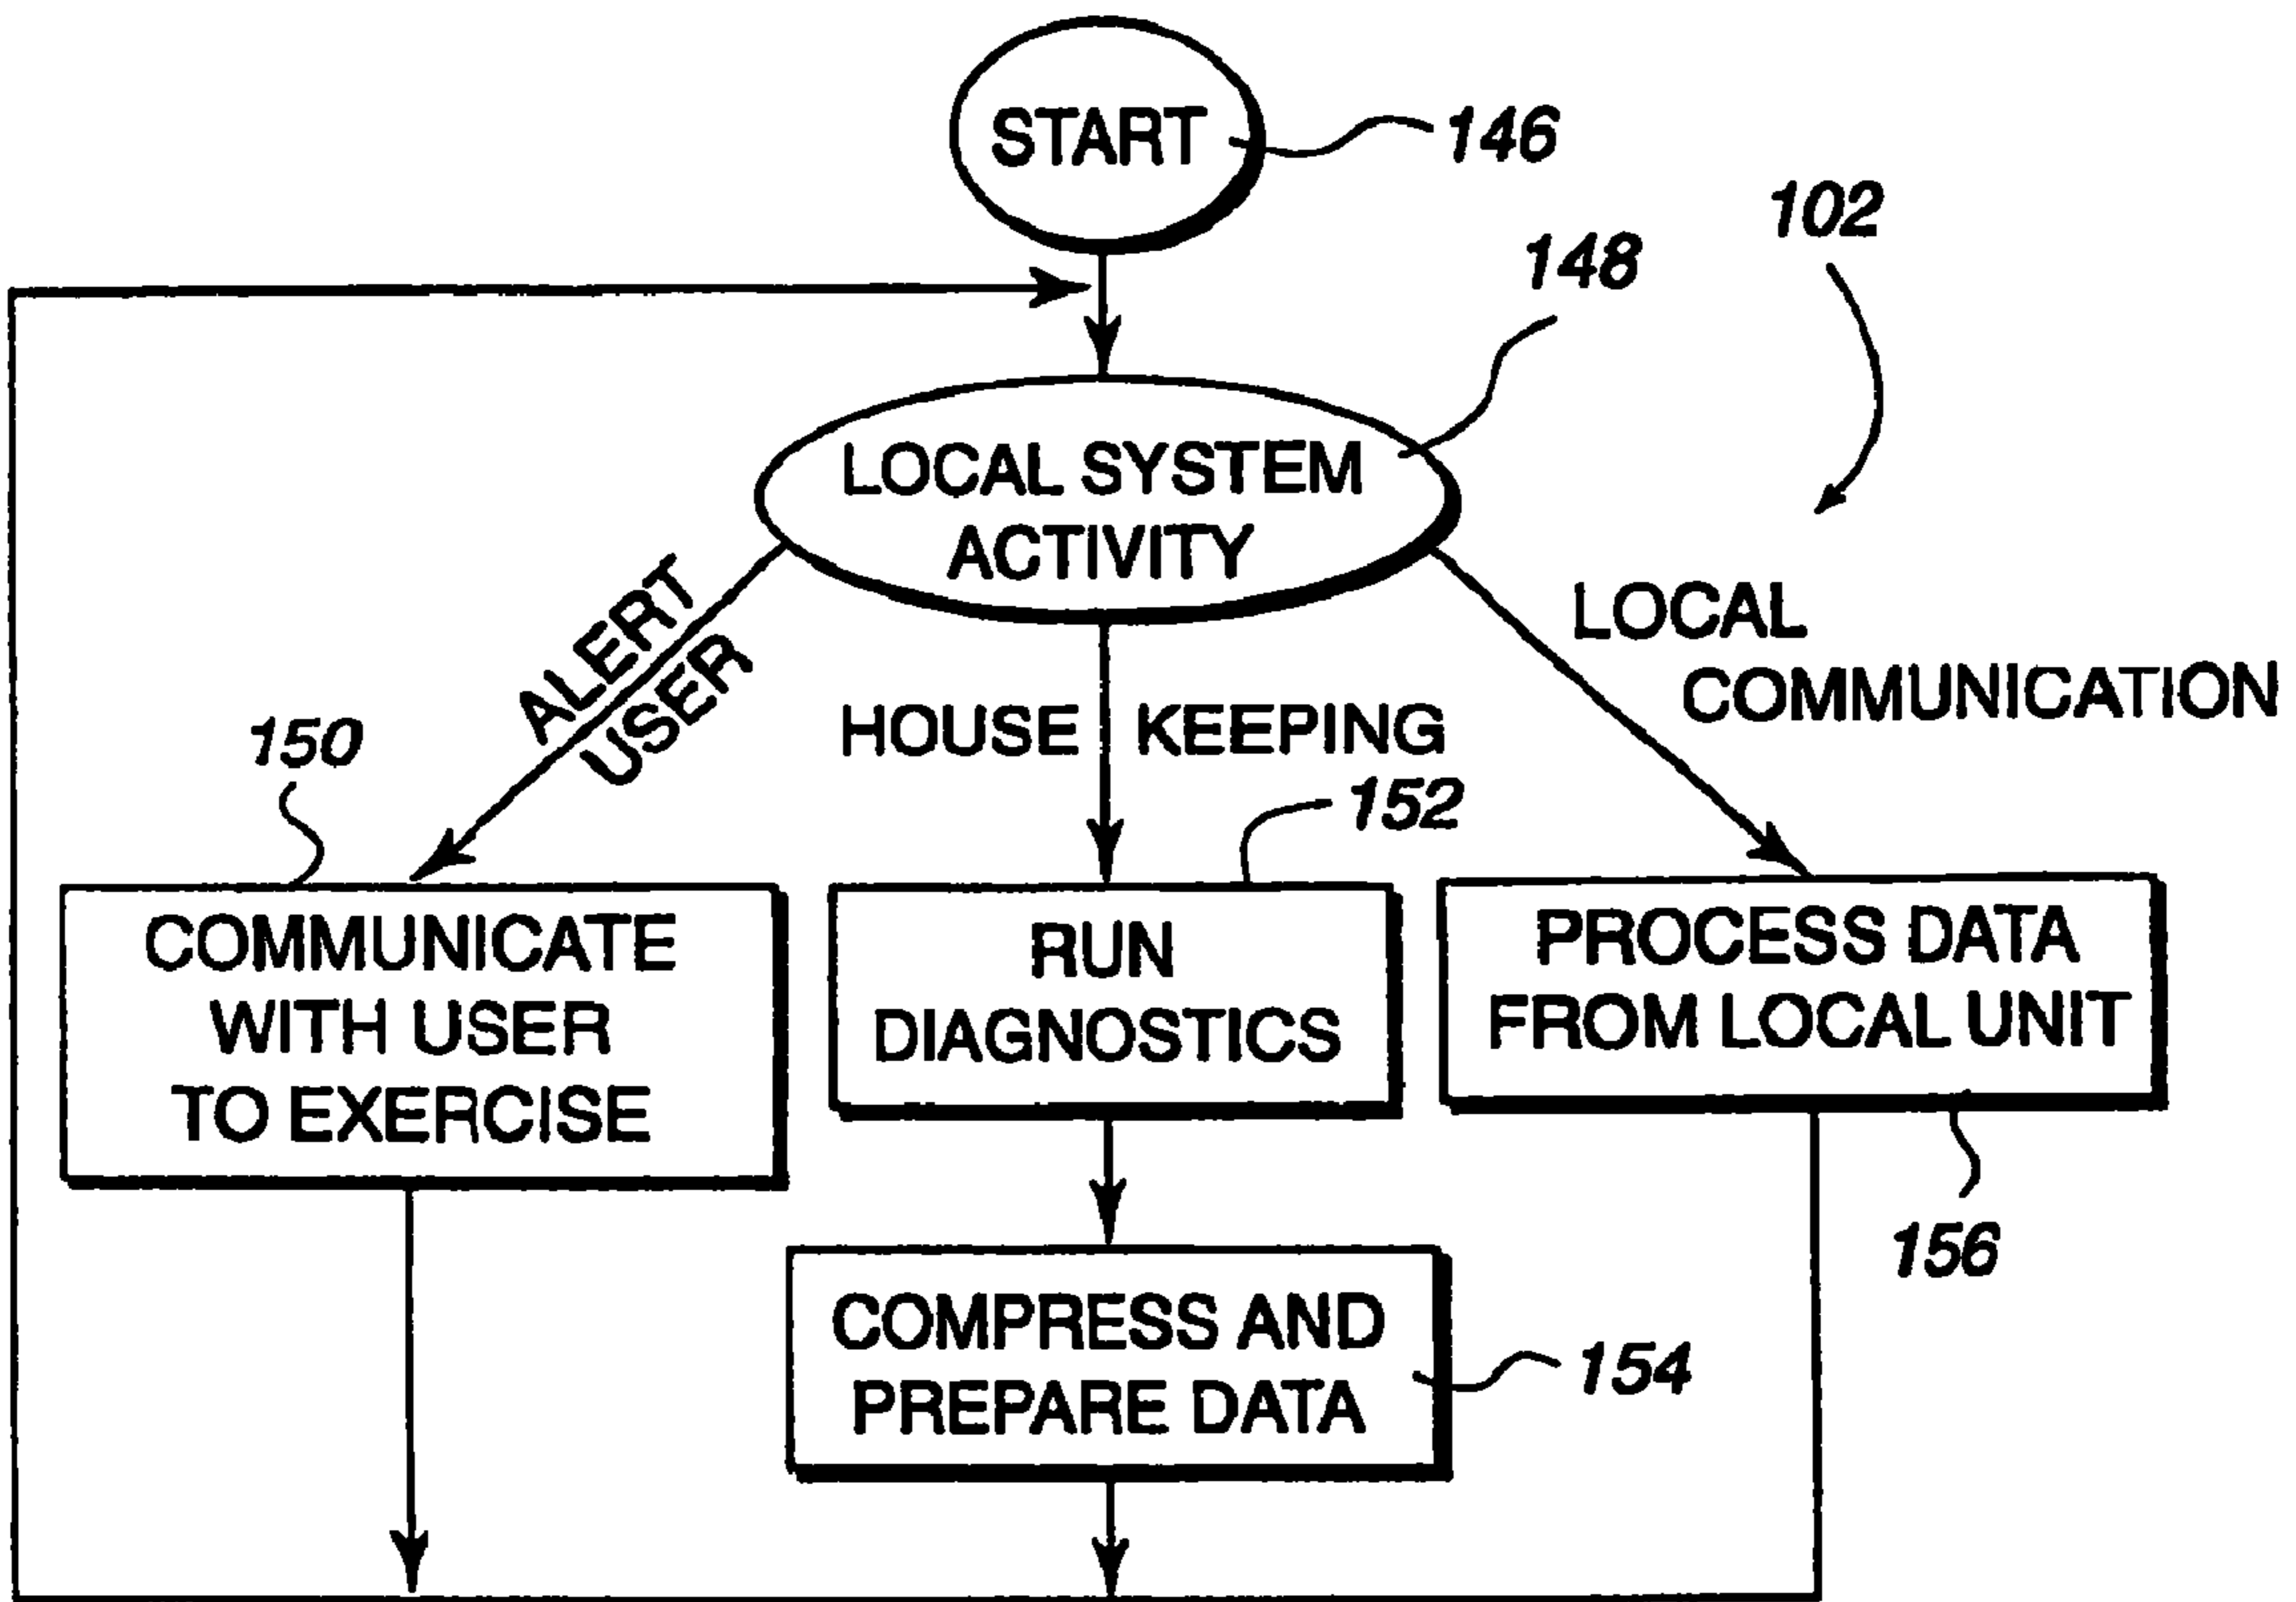 START
146
102
148
LOCAL SYSTEM
ACTIVITY
ALERT
USER
LOCAL
COMMUNICATION
HOUSE KEEPING
150
152
COMMUNICATE
WITH USER
TO EXERCISE
RUN
DIAGNOSTICS
PROCESS DATA
FROM LOCAL UNIT
156
COMPRESS AND
PREPARE DATA
154